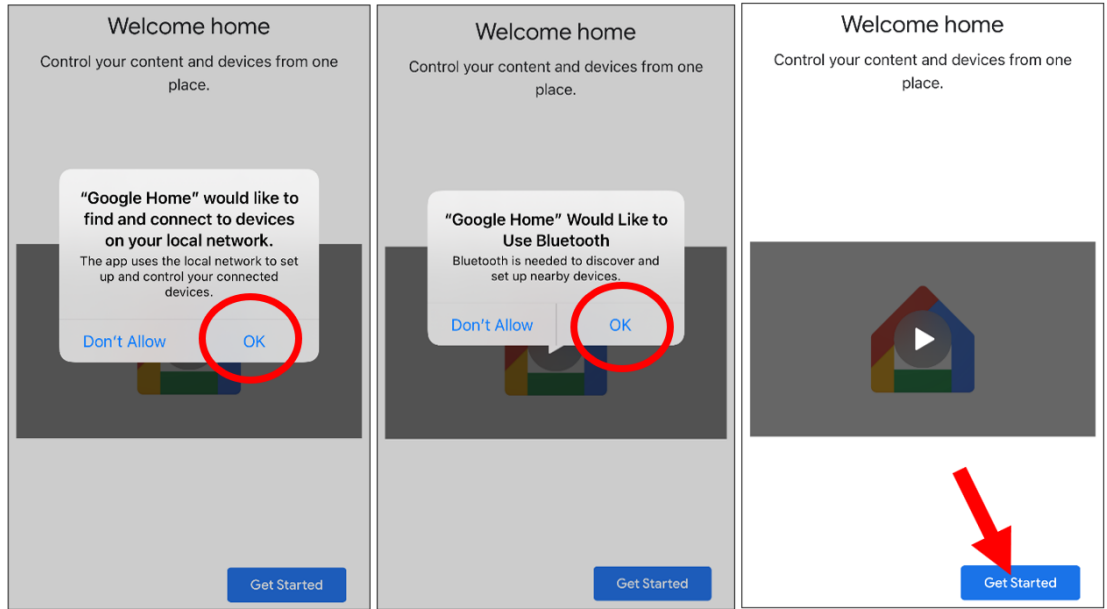 Welcome home
Control your content and devices from one
place.
“Google Home” would like to
find and connect to devices
on your local network.
The app uses the local network to set
up and control your connected
devices.
Don’t Allow
OK
Get Started
Welcome home
Control your content and devices from one
place.
“Google Home” Would Like to
Use Bluetooth
Bluetooth is needed to discover and
set up nearby devices.
Don’t Allow
OK
Get Started
Welcome home
Control your content and devices from one
place.
Get Started